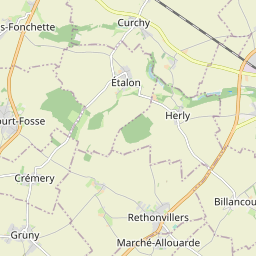 s-Fonchette
Curchy
Étalon
Herly
ourt-Fosse
Crémery
Billancou
Rethonvillers
Gruny
Marché-Allouarde